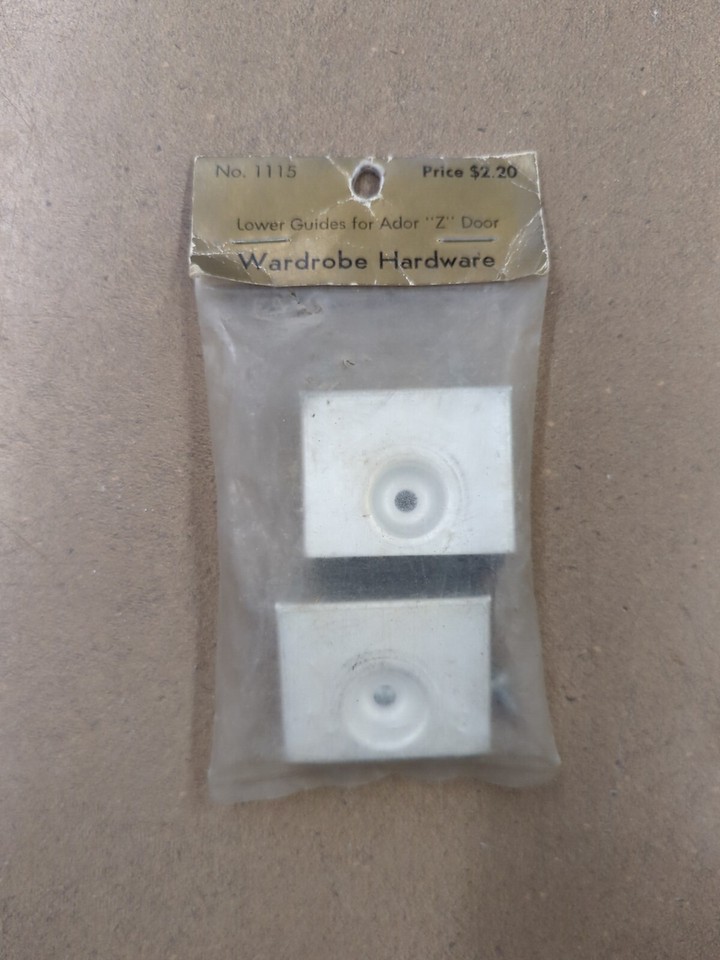 No. 1115 Price $2.20
Lower Guides for Ador "Z" Door
Wardrobe Hardware